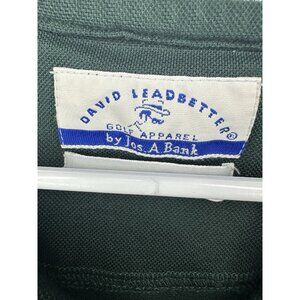 DAVID LEADBETTER®
GOLF APPAREL
by Jos. A Bank